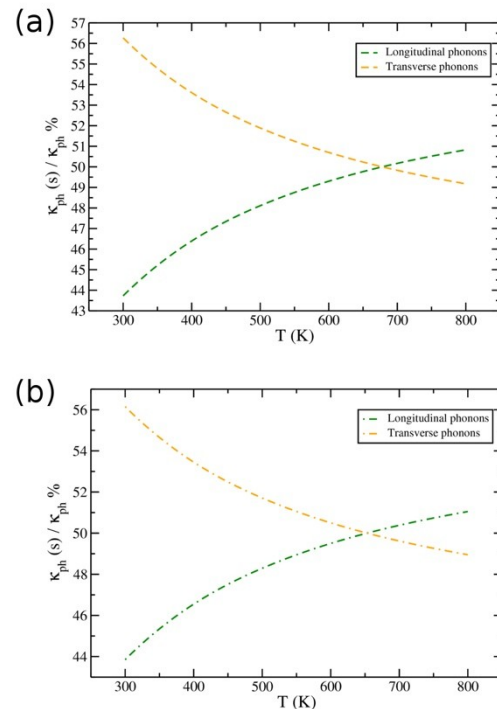 (a)
57
56
55
54
53
52
51
50
49
48
47
46
45
44
43
κph (s) / κph %
Longitudinal phonons
Transverse phonons
300 400 500 600 700 800
T (K)
(b)
56
54
52
50
48
46
44
κph (s) / κph %
Longitudinal phonons
Transverse phonons
300 400 500 600 700 800
T (K)